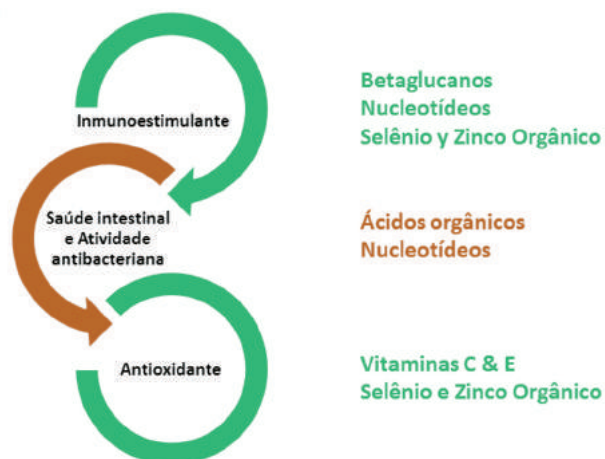 Inmunoestimulante
Betaglucanos
Nucleotídeos
Selênio y Zinco Orgânico
Saúde intestinal
e Atividade
antibacteriana
Ácidos orgânicos
Nucleotídeos
Antioxidante
Vitaminas C & E
Selênio e Zinco Orgânico